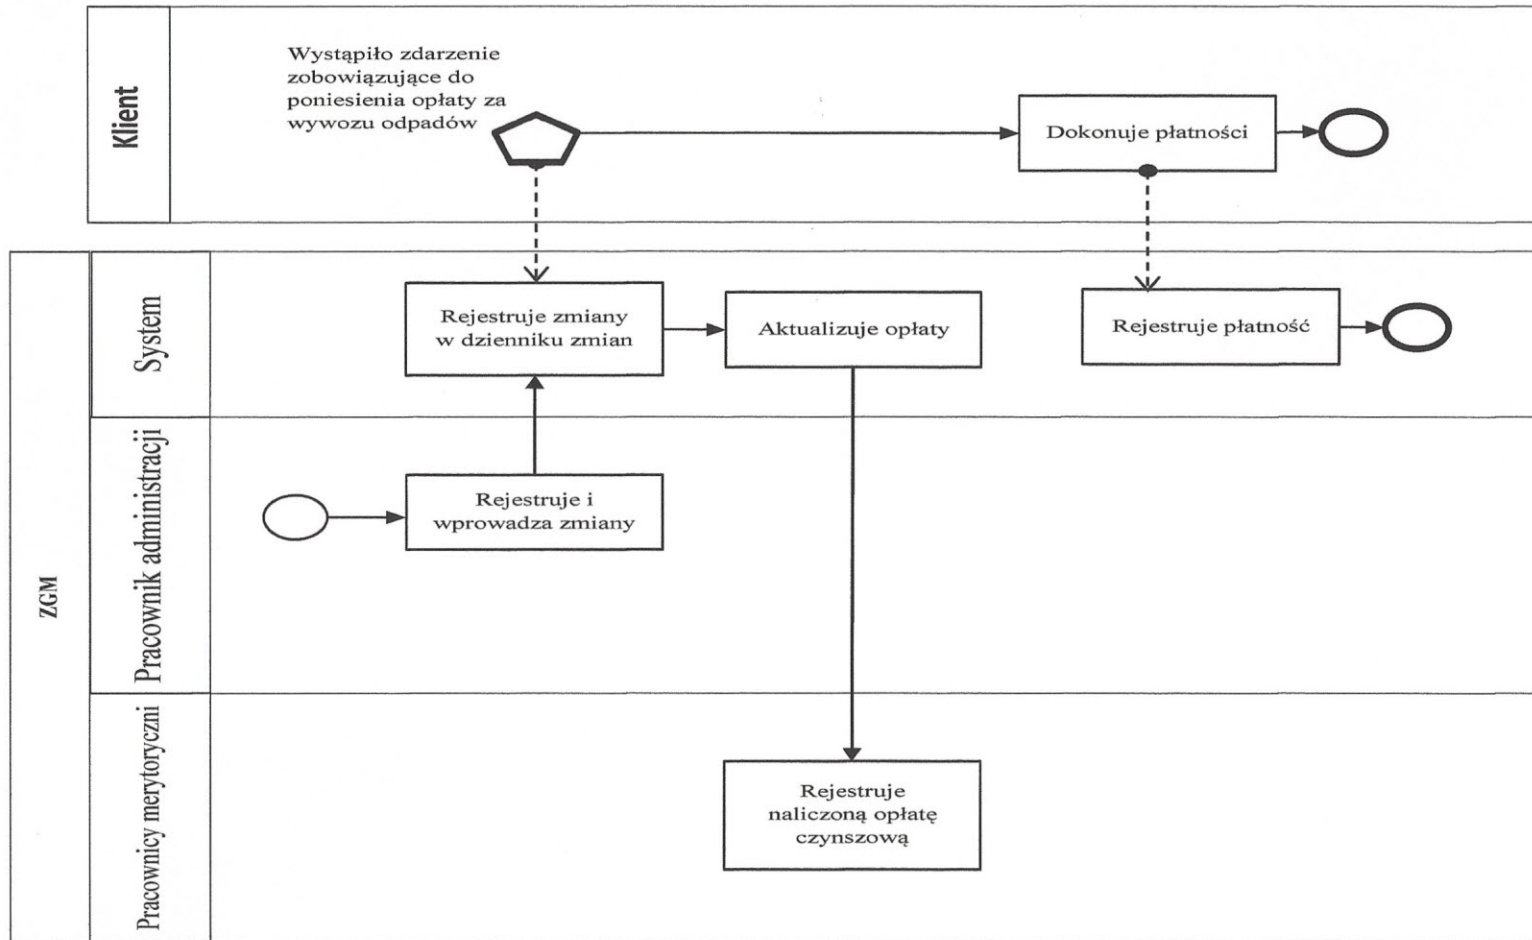 Klient
Wystąpiło zdarzenie
zobowiązujące do
poniesienia opłaty za
wywozu odpadów
Dokonuje płatności
ZGM
System
Rejestruje zmiany
w dzienniku zmian
Aktualizuje opłaty
Rejestruje płatność
Pracownik administracji
Rejestruje i
wprowadza zmiany
Pracownicy merytoryczni
Rejestruje
naliczoną opłatę
czynszową